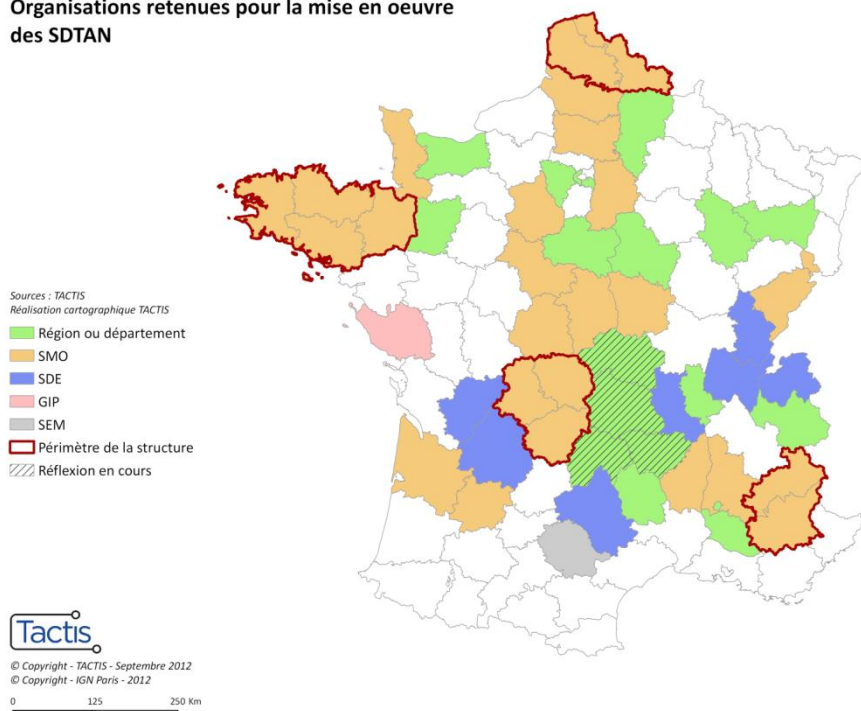 Organisations retenues pour la mise en oeuvre
des SDTAN
Sources : TACTIS
Réalisation cartographique TACTIS
Région ou département
SMO
SDE
GIP
SEM
Périmètre de la structure
Réflexion en cours
Tactis
© Copyright - TACTIS - Septembre 2012
© Copyright - IGN Paris - 2012
0 125 250 Km